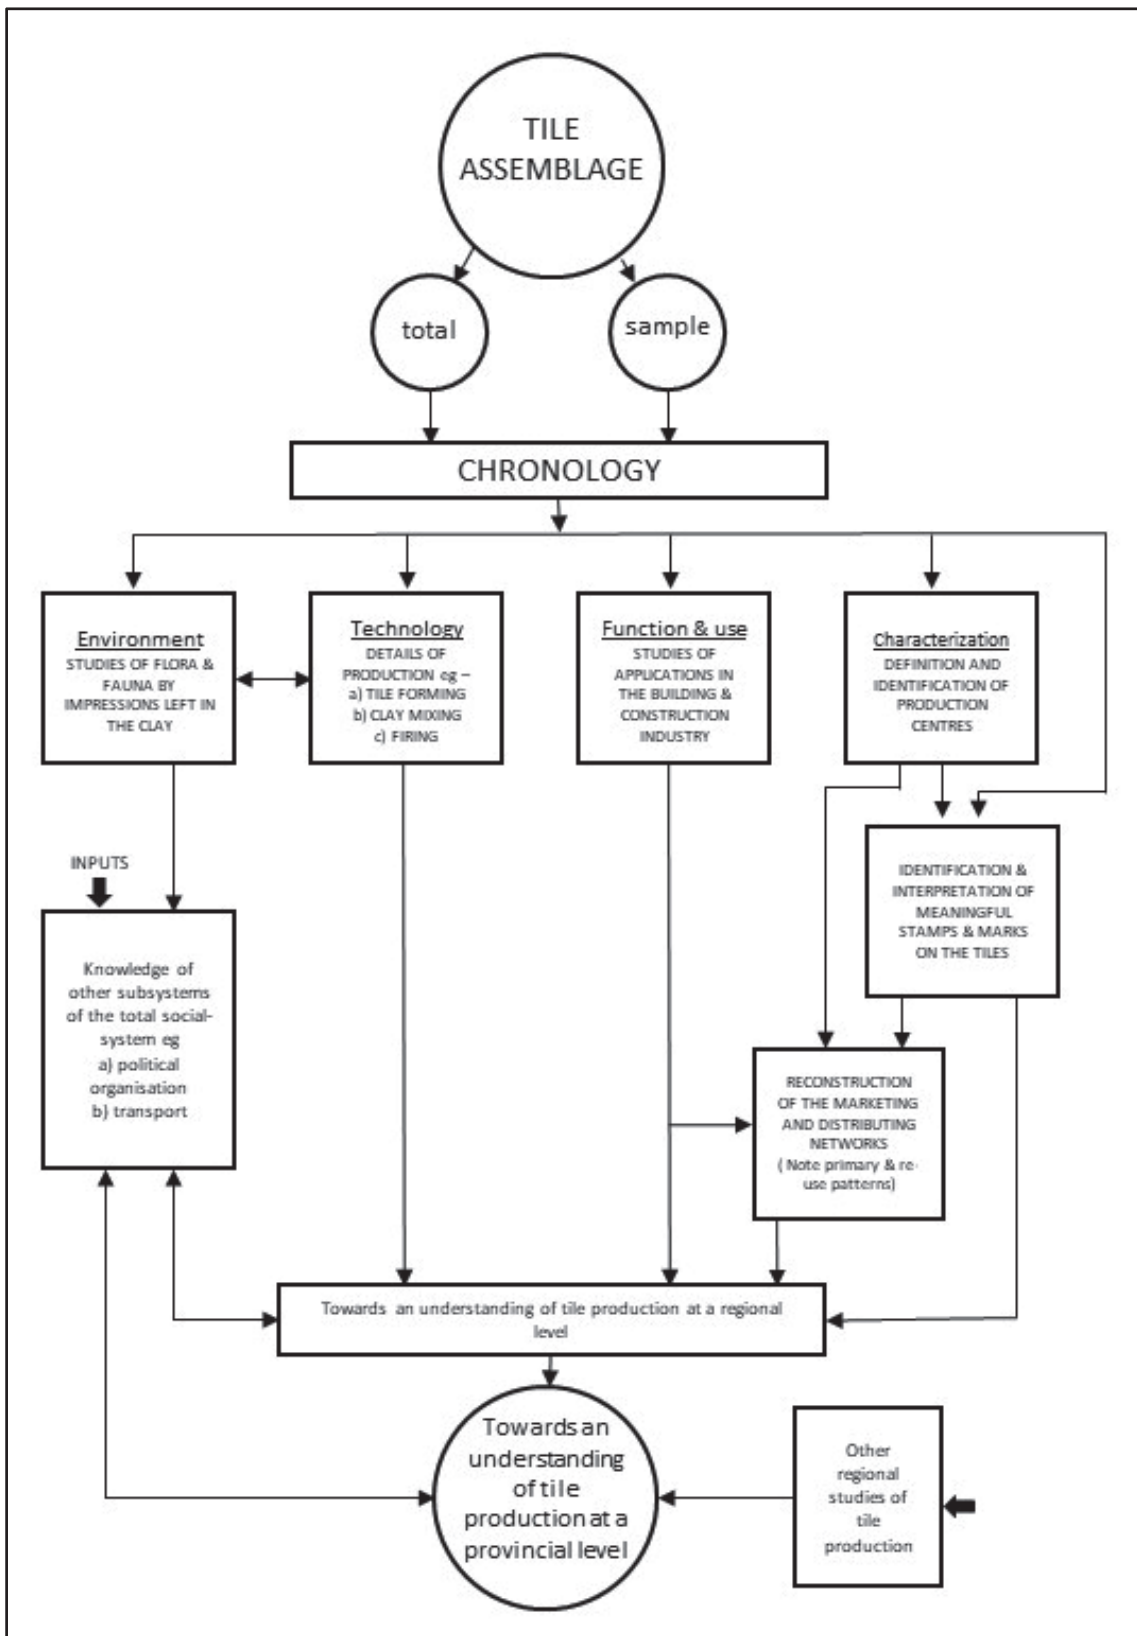 TILE
ASSEMBLAGE
total
sample
CHRONOLOGY
Environment
STUDIES OF FLORA &
FAUNA BY
IMPRESSIONS LEFT IN
THE CLAY
Technology
DETAILS OF
PRODUCTION eg –
a) TILE FORMING
b) CLAY MIXING
c) FIRING
Function & use
STUDIES OF
APPLICATIONS IN
THE BUILDING &
CONSTRUCTION
INDUSTRY
Characterization
DEFINITION AND
IDENTIFICATION OF
PRODUCTION
CENTRES
INPUTS
IDENTIFICATION &
INTERPRETATION OF
MEANINGFUL
STAMPS & MARKS
ON THE TILES
Knowledge of
other subsystems
of the total social-
system eg
a) political
organisation
b) transport
RECONSTRUCTION
OF THE MARKETING
AND DISTRIBUTING
NETWORKS
( Note primary & re-
use patterns)
Towards an understanding of tile production at a regional
level
Towards an
understanding
of tile
production at a
provincial level
Other
regional
studies of
tile
production